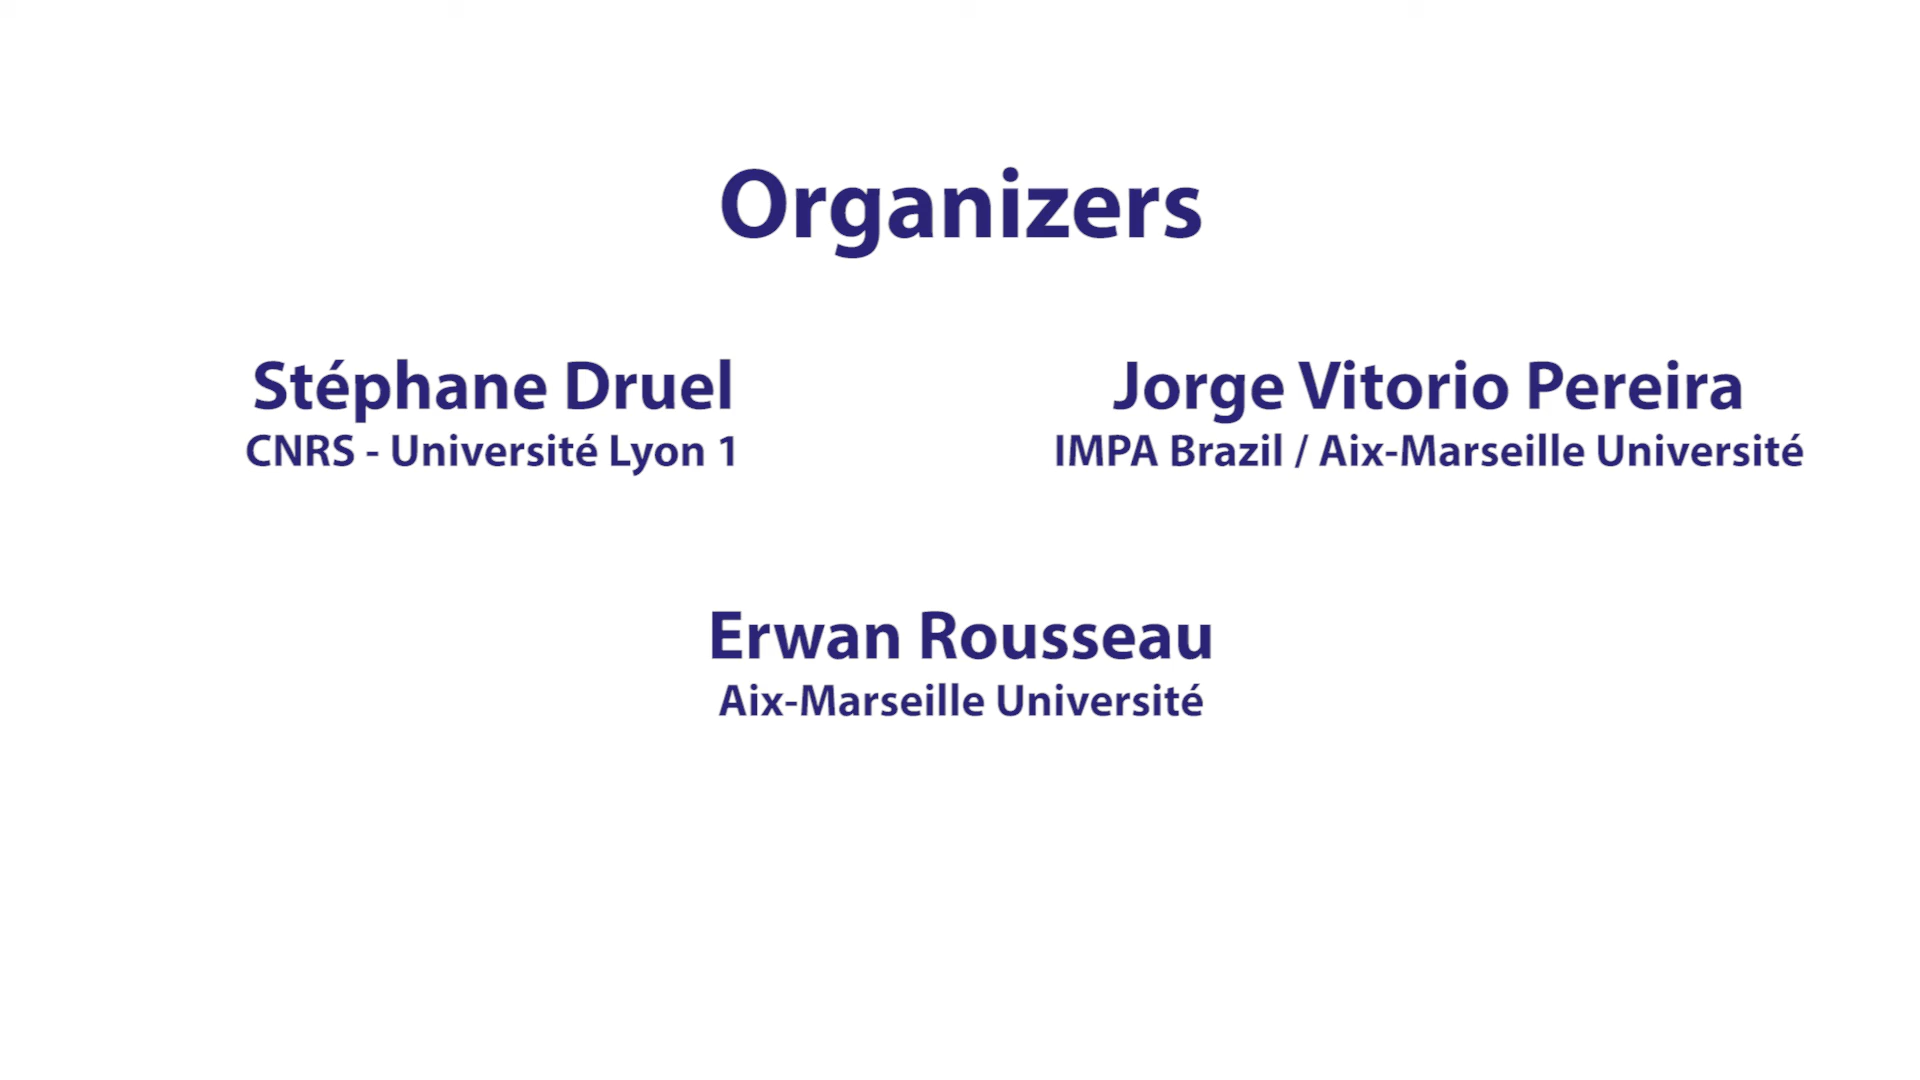 Organizers
Stéphane Druel
CNRS - Université Lyon 1
Jorge Vitorio Pereira
IMPA Brazil / Aix-Marseille Université
Erwan Rousseau
Aix-Marseille Université